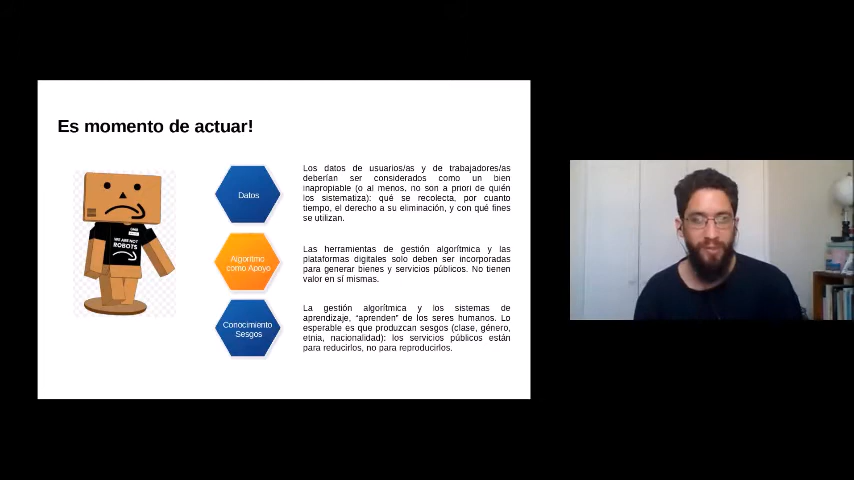 Es momento de actuar!
Datos
Los datos de usuarios/as y de trabajadores/as
deberían ser considerados como un bien
inapropiable (o al menos, no son a priori de quién
los sistematiza): qué se recolecta, por cuanto
tiempo, el derecho a su eliminación, y con qué fines
se utilizan.
Algoritmo
como Apoyo
Las herramientas de gestión algorítmica y las
plataformas digitales solo deben ser incorporadas
para generar bienes y servicios públicos. No tienen
valor en sí mismas.
Conocimiento
Sesgos
La gestión algorítmica y los sistemas de
aprendizaje, “aprenden” de los seres humanos. Lo
esperable es que produzcan sesgos (clase, género,
etnia, nacionalidad): los servicios públicos están
para reducirlos, no para reproducirlos.
WE ARE NOT
ROBOTS